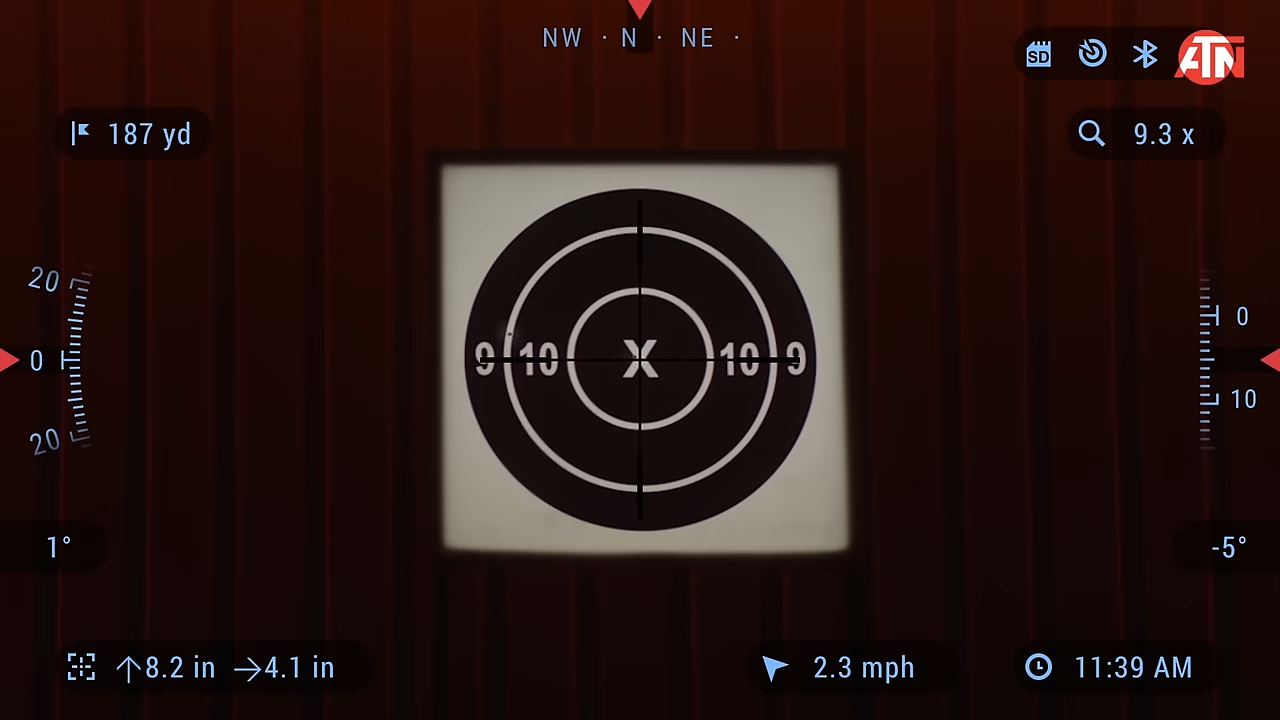 NW · N · NE ·
SD
ATN
187 yd
9.3 x
20
0
20
0
10
9 10 X 10 9
1°
-5°
↑8.2 in →4.1 in
2.3 mph
11:39 AM